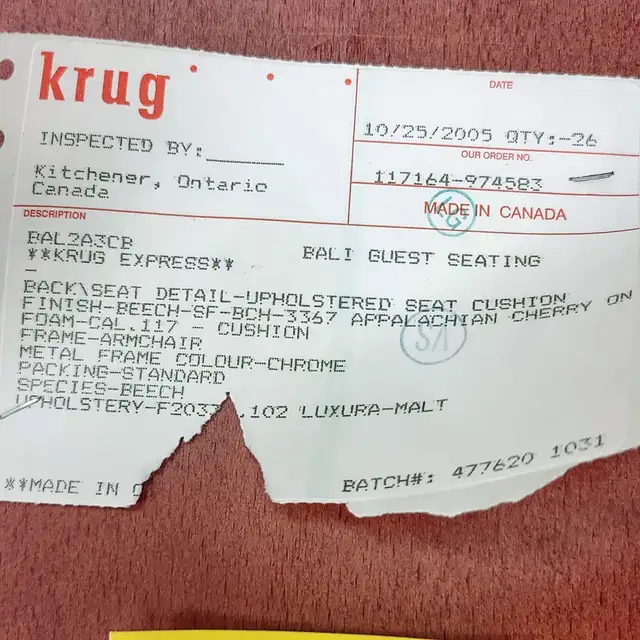 krug
DATE
10/25/2005 QTY:-26
INSPECTED BY:________
OUR ORDER NO.
117164-974583
Kitchener, Ontario
Canada
MADE IN CANADA
DESCRIPTION
BAL2A3CB BALI GUEST SEATING
**KRUG EXPRESS**
BACK\SEAT DETAIL-UPHOLSTERED SEAT CUSHION
FINISH-BEECH-SF-BCH-3367 APPALACHIAN CHERRY ON
FOAM-CAL.117 - CUSHION
FRAME-ARMCHAIR
METAL FRAME COLOUR-CHROME
PACKING-STANDARD
SPECIES-BEECH
.102 LUXURA-MALT
**MADE IN
BATCH#: 477620 1031